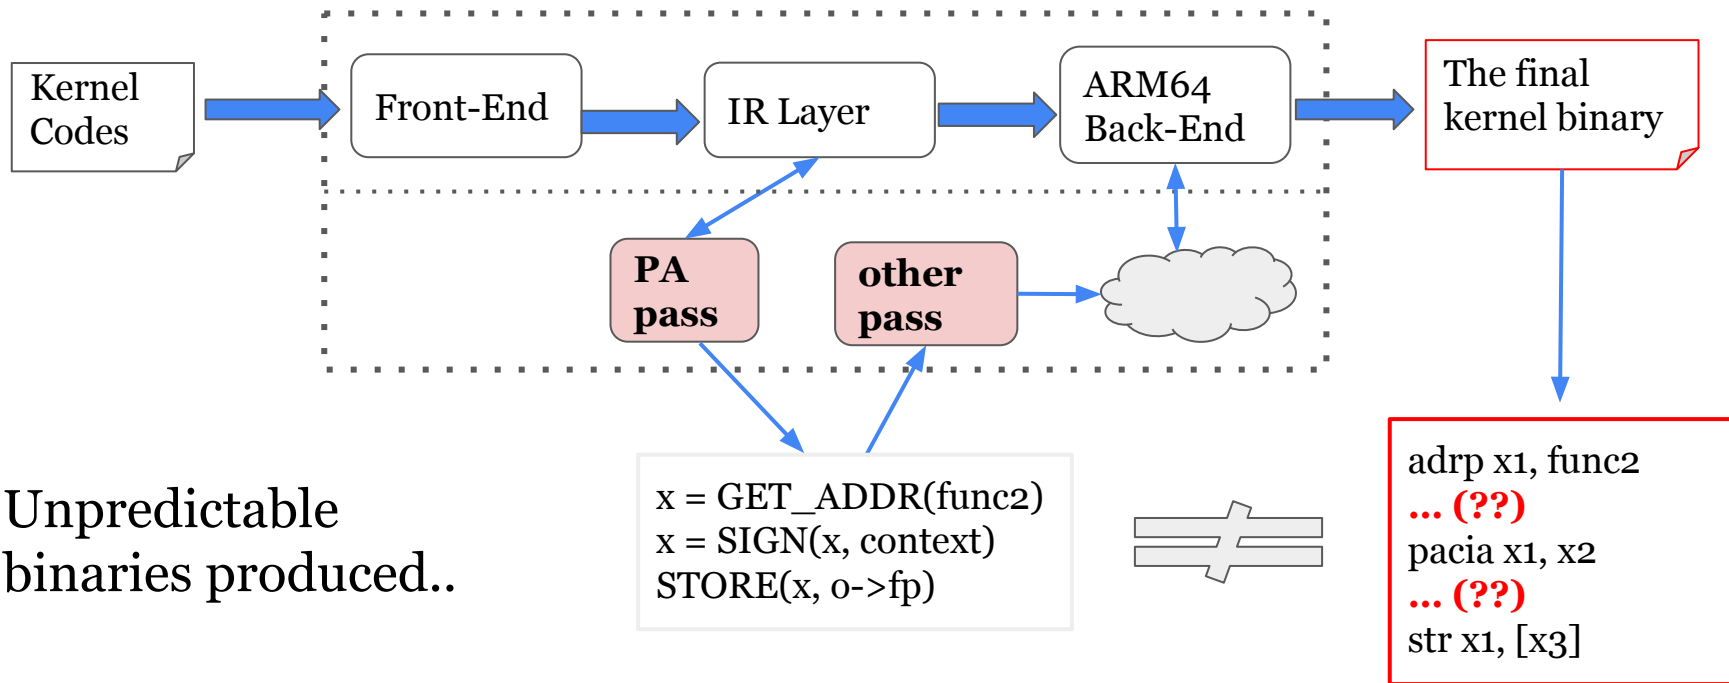 Kernel
Codes
Front-End
IR Layer
ARM64
Back-End
The final
kernel binary
PA
pass
other
pass
Unpredictable
binaries produced..
x = GET_ADDR(func2)
x = SIGN(x, context)
STORE(x, o->fp)
adrp x1, func2
... (??)
pacia x1, x2
... (??)
str x1, [x3]